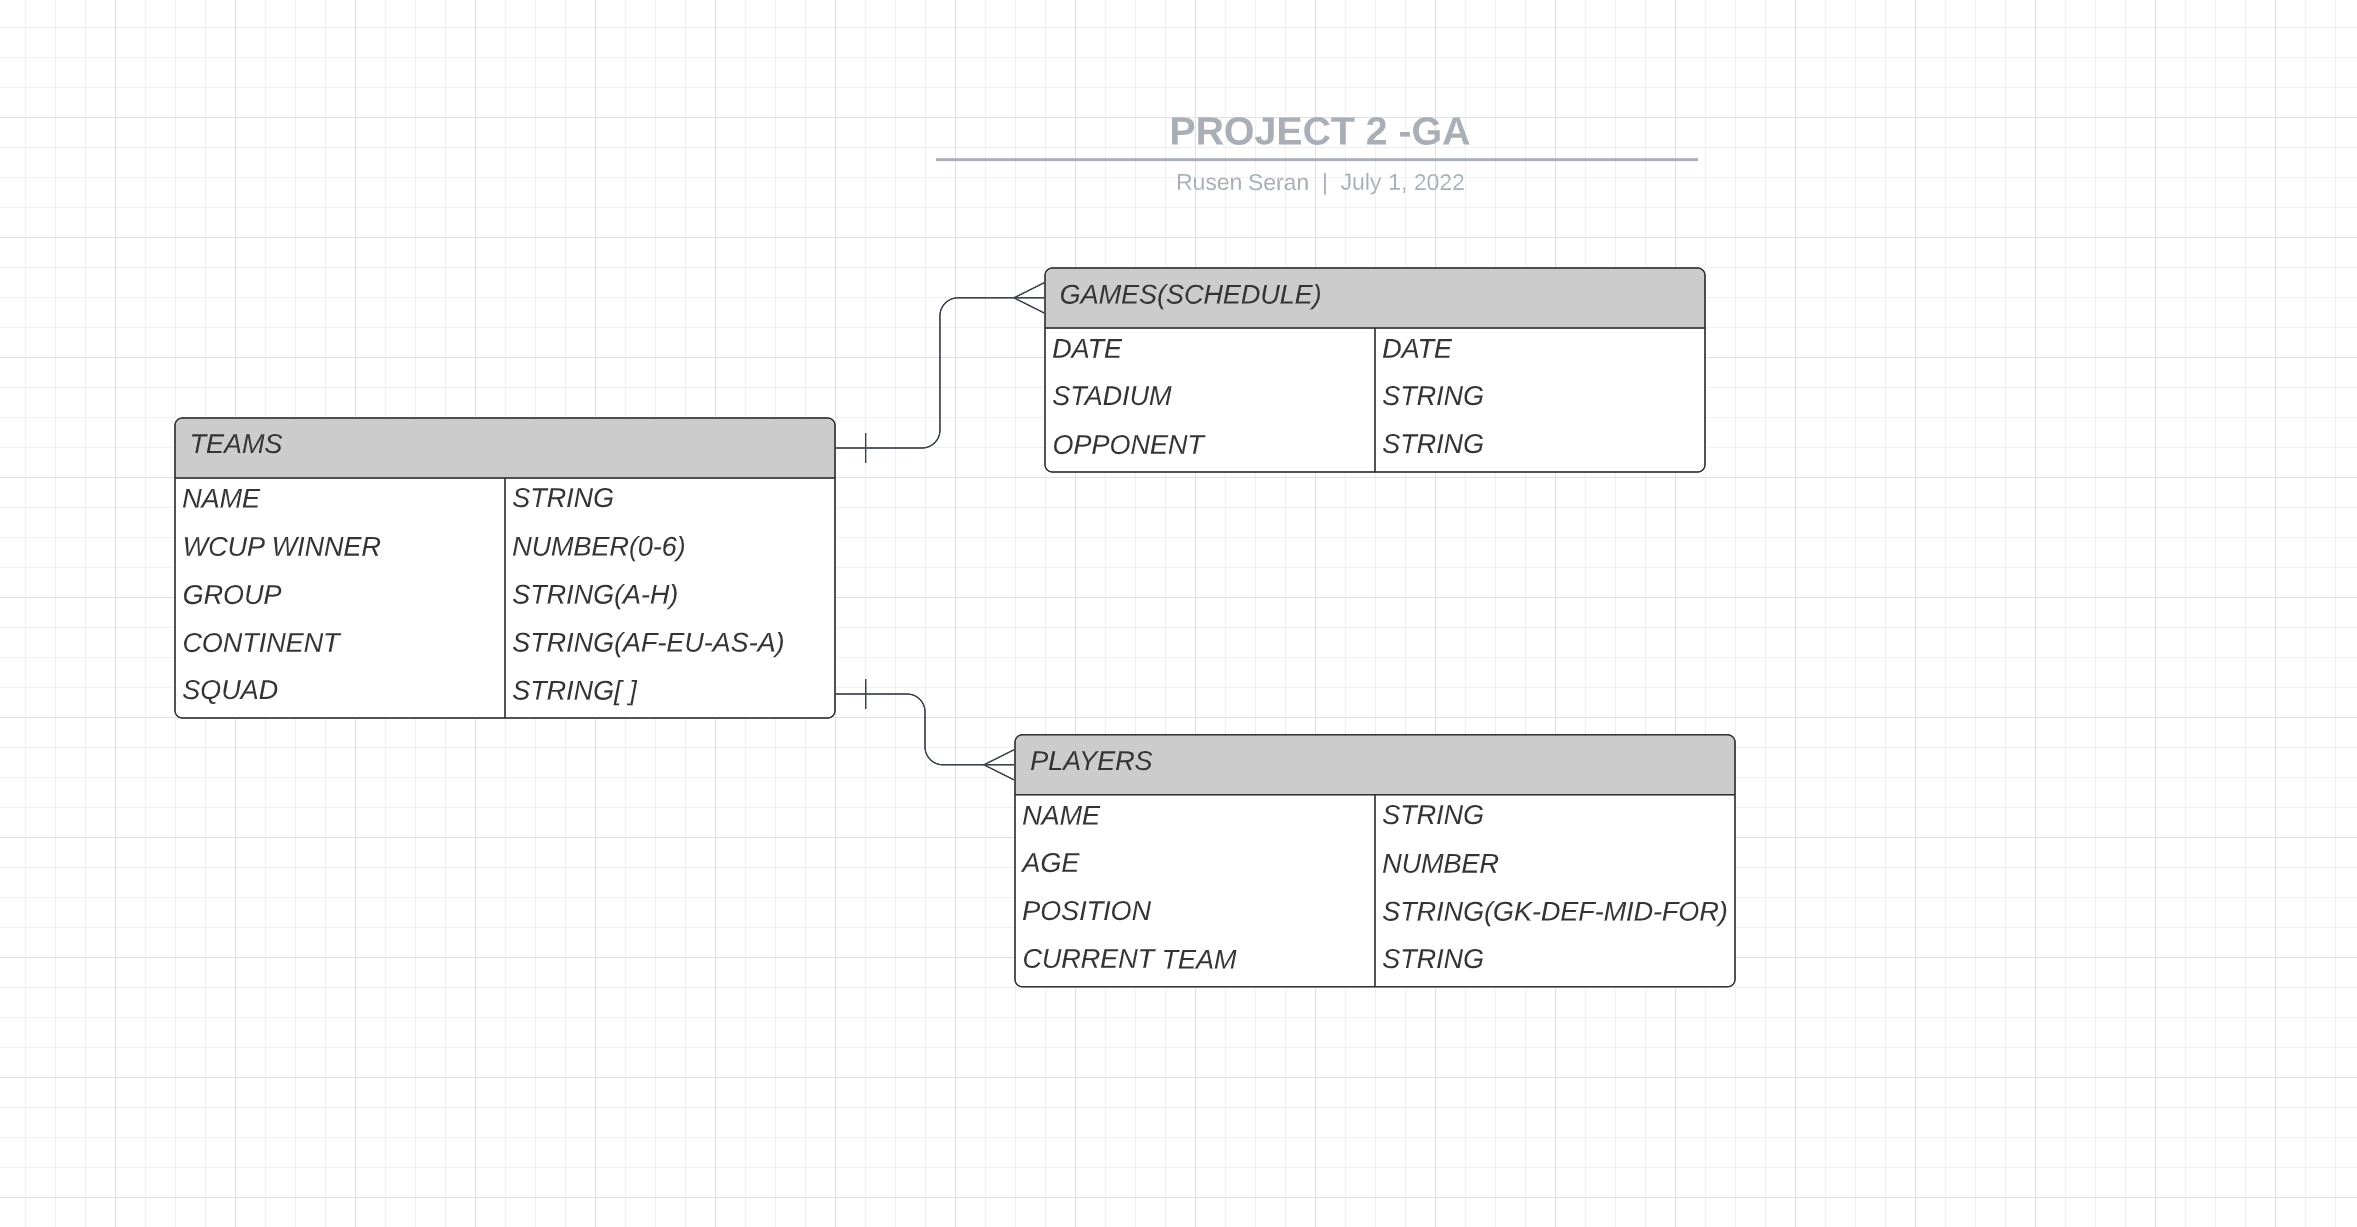 PROJECT 2 -GA
Rusen Seran | July 1, 2022
GAMES(SCHEDULE)
DATE DATE
STADIUM STRING
OPPONENT STRING
TEAMS
NAME STRING
WCUP WINNER NUMBER(0-6)
GROUP STRING(A-H)
CONTINENT STRING(AF-EU-AS-A)
SQUAD STRING[ ]
PLAYERS
NAME STRING
AGE NUMBER
POSITION STRING(GK-DEF-MID-FOR)
CURRENT TEAM STRING